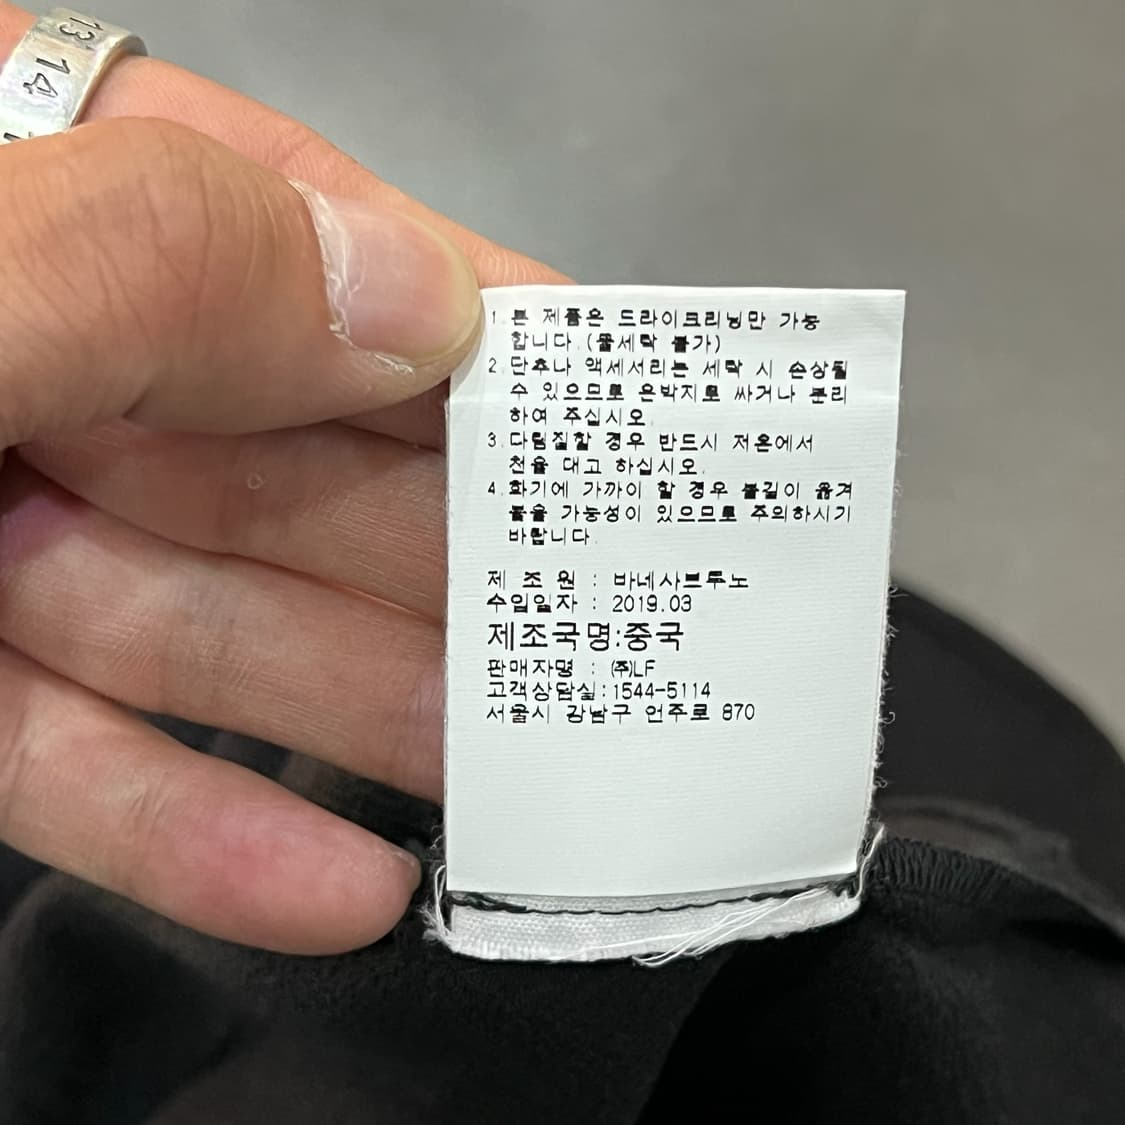 13
14
1. 본 제품은 드라이크리닝만 가능
합니다.(물세탁 불가)
2. 단추나 액세서리는 세탁 시 손상될
수 있으므로 은박지로 싸거나 분리
하여 주십시오.
3. 다림질할 경우 반드시 저온에서
천을 대고 하십시오.
4. 화기에 가까이 할 경우 불길이 옮겨
붙을 가능성이 있으므로 주의하시기
바랍니다.
제 조 원 : 바네사브루노
수입일자 : 2019.03
제조국명:중국
판매자명 : ㈜LF
고객상담실:1544-5114
서울시 강남구 언주로 870